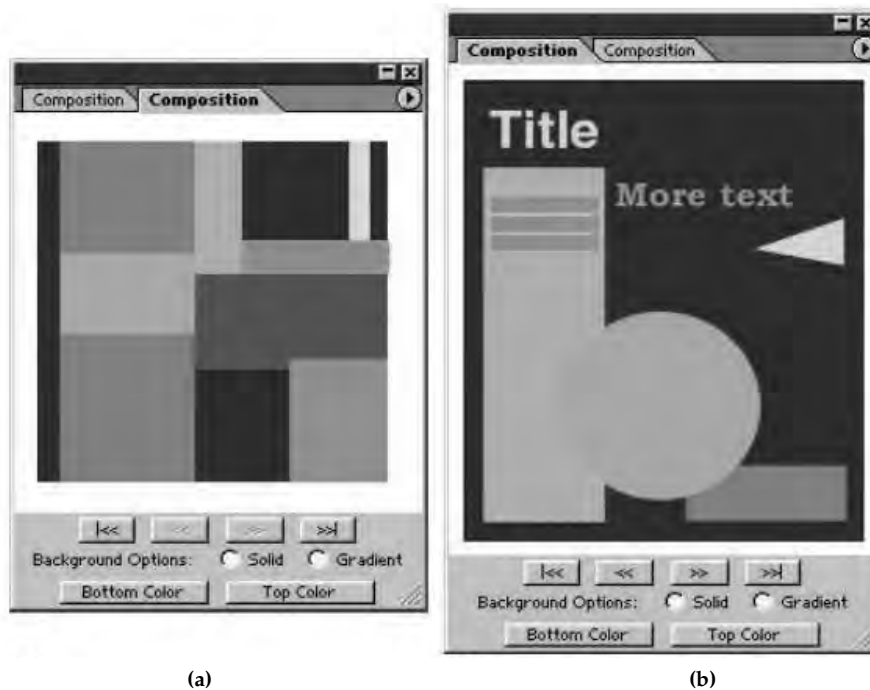 Composition Composition
|<< << >> >>|
Background Options: Solid Gradient
Bottom Color Top Color
(a)
Composition Composition
Title
More text
|<< << >> >>|
Background Options: Solid Gradient
Bottom Color Top Color
(b)